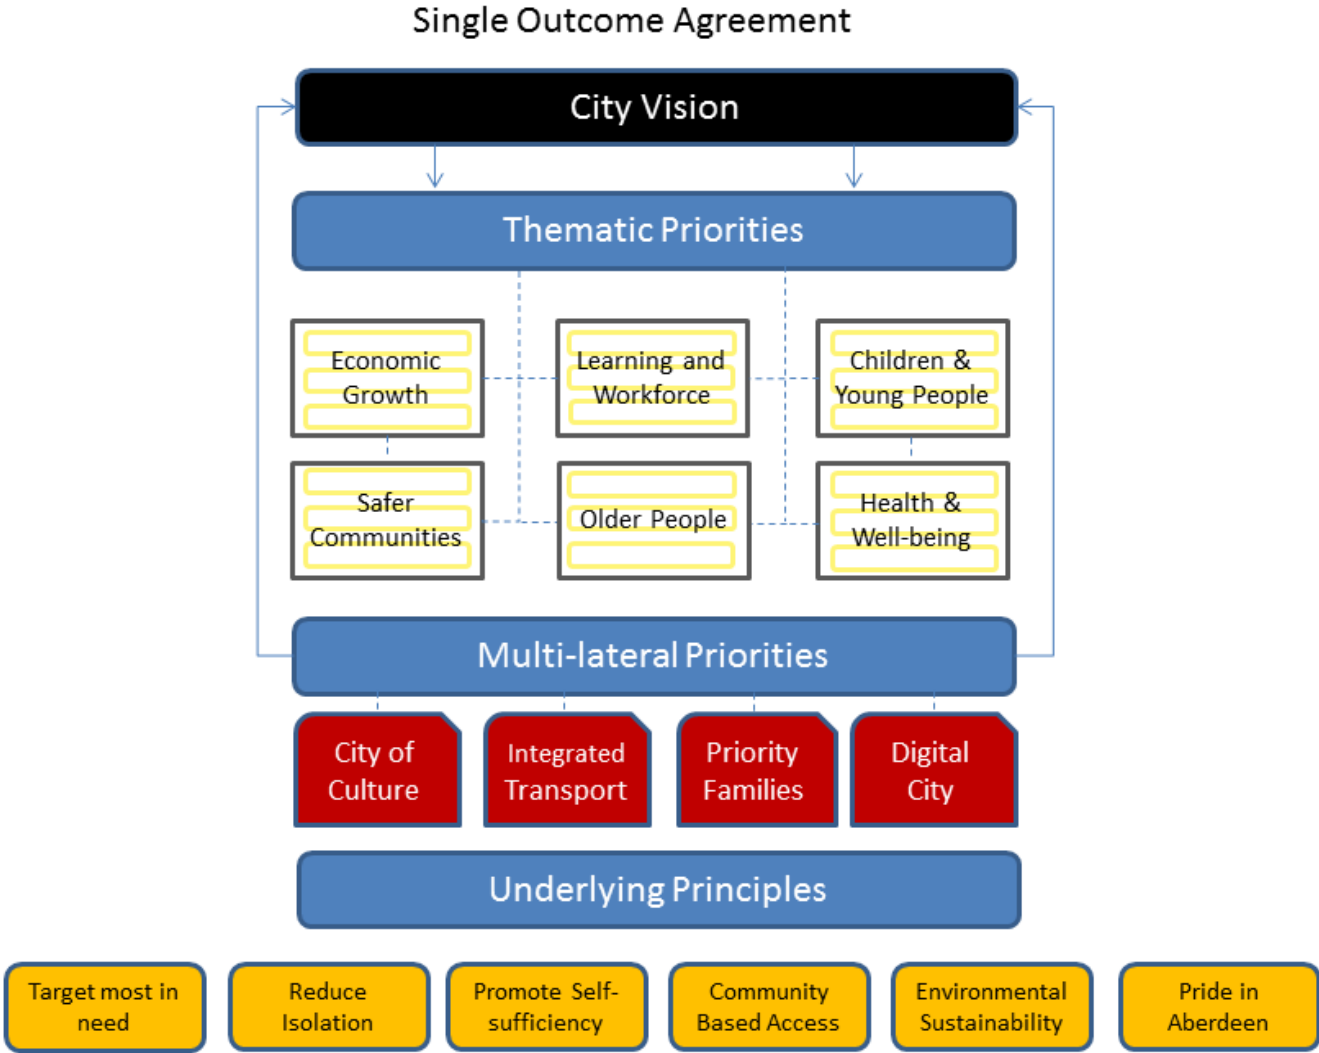 Single Outcome Agreement
City Vision
Thematic Priorities
Economic
Growth
Learning and
Workforce
Children &
Young People
Safer
Communities
Older People
Health &
Well-being
Multi-lateral Priorities
City of
Culture
Integrated
Transport
Priority
Families
Digital
City
Underlying Principles
Target most in
need
Reduce
Isolation
Promote Self-
sufficiency
Community
Based Access
Environmental
Sustainability
Pride in
Aberdeen